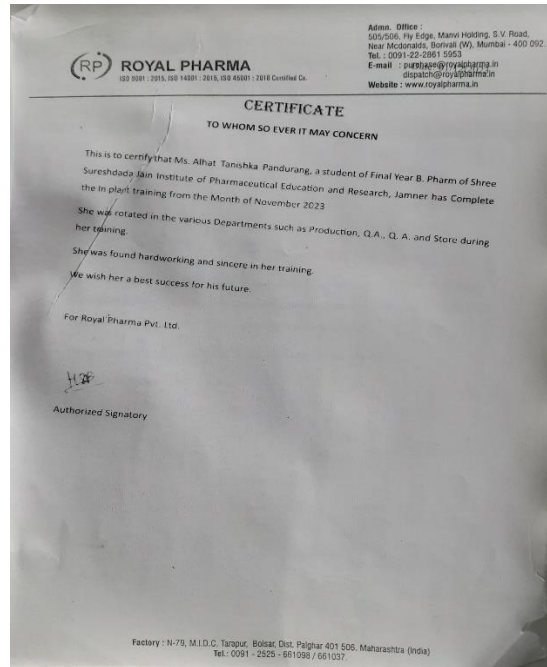 Admn. Office :
505/506, Fly Edge, Manvi Holding, S.V. Road,
Near Mcdonalds, Borivali (W), Mumbai - 400 092.
Tel. : 0091-22-2861 5953
E-mail : purchase@royalpharma.in
dispatch@royalpharma.in
Website : www.royalpharma.in
RP ROYAL PHARMA
ISO 9001 : 2015, ISO 14001 : 2015, ISO 45001 : 2018 Certified Co.
CERTIFICATE
TO WHOM SO EVER IT MAY CONCERN
This is to certify that Ms. Alhat Tanishka Pandurang, a student of Final Year B. Pharm of Shree
Sureshdada Jain Institute of Pharmaceutical Education and Research, Jamner has Complete
the In plant training from the Month of November 2023
She was rotated in the various Departments such as Production, Q.A., Q. A. and Store during
her training.
She was found hardworking and sincere in her training.
We wish her a best success for his future.
For Royal Pharma Pvt. Ltd.
Authorized Signatory
Factory : N-79, M.I.D.C. Tarapur, Boisar, Dist. Palghar 401 506. Maharashtra (India)
Tel.: 0091 - 2525 - 661098 / 661037.